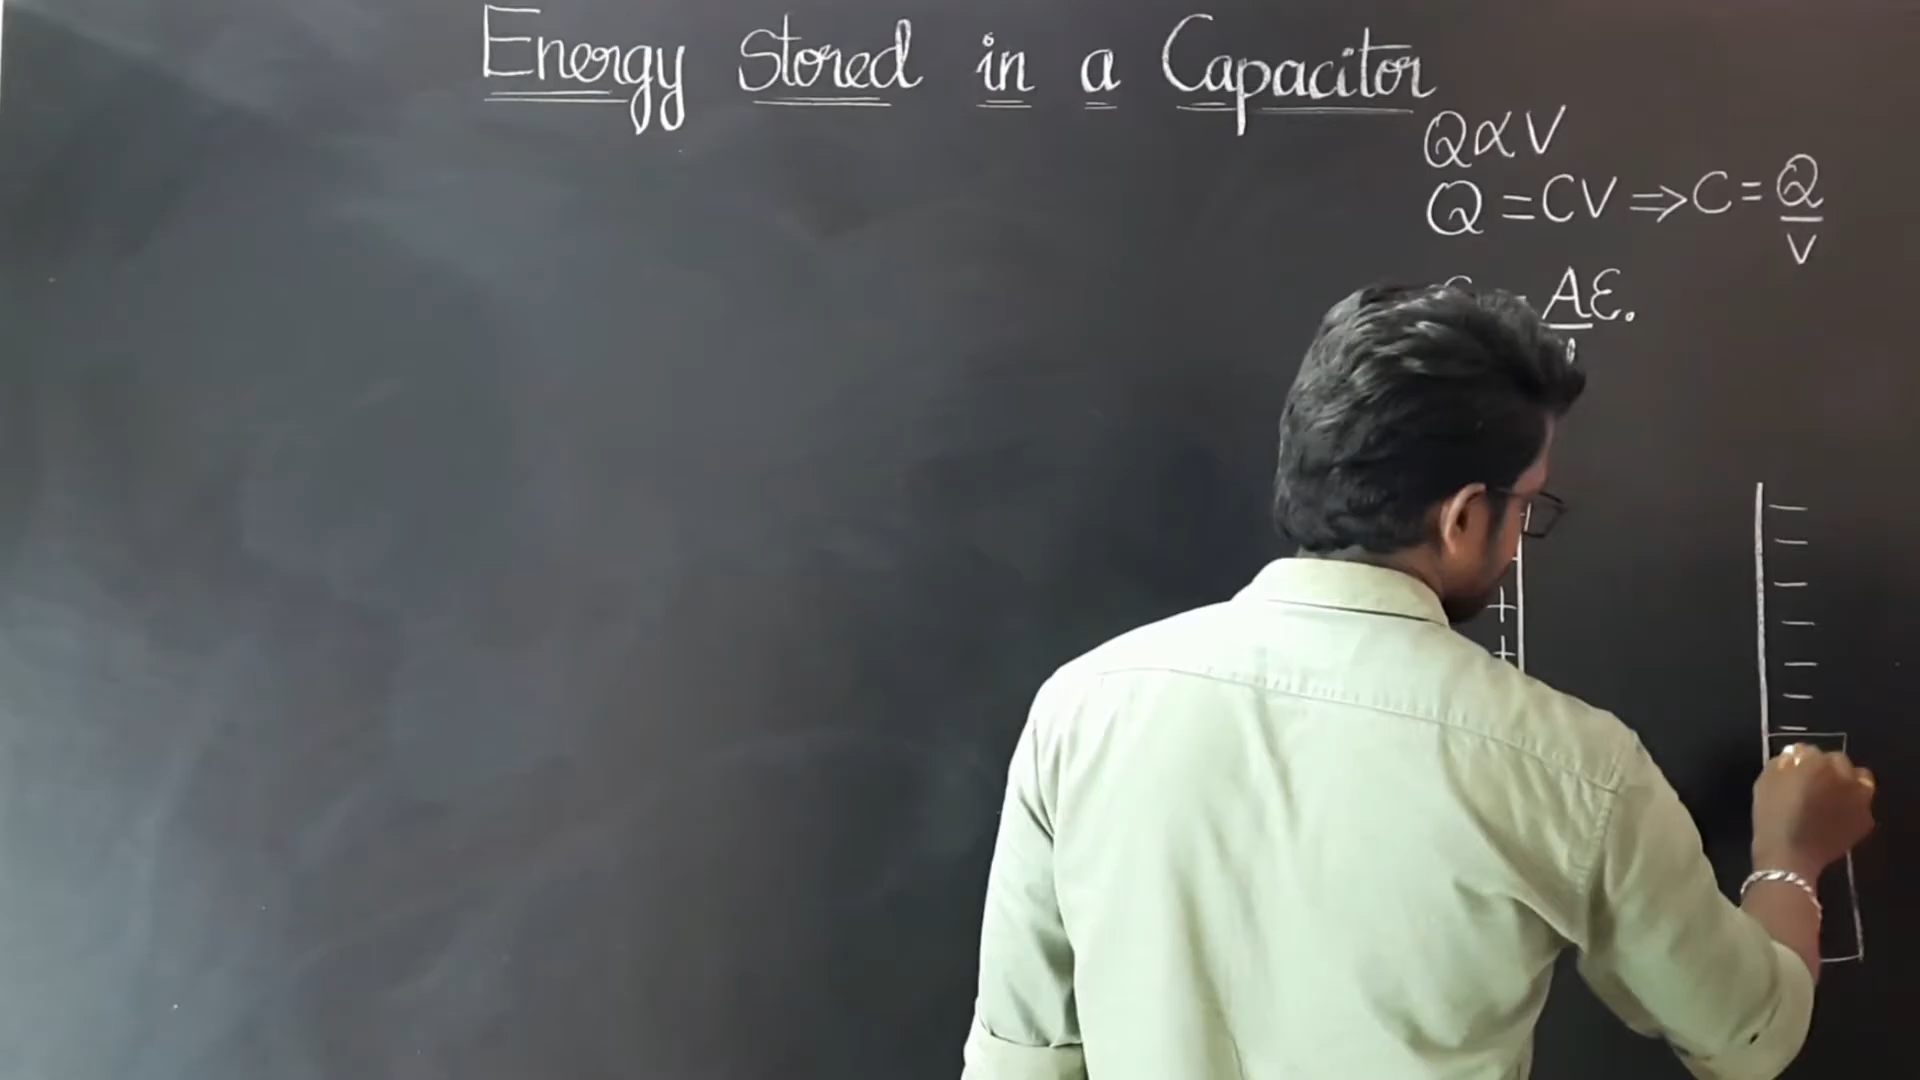 Energy Stored in a Capacitor
Q ∝ V
Q = CV ⇒ C = Q/V
Aε.
+
+